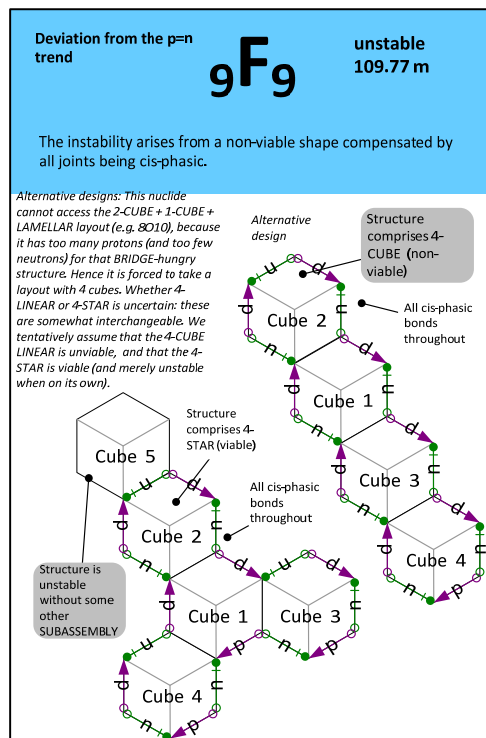 Deviation from the p=n
trend
9F9
unstable
109.77 m
The instability arises from a non-viable shape compensated by
all joints being cis-phasic.
Alternative designs: This nuclide
cannot access the 2-CUBE + 1-CUBE +
LAMELLAR layout (e.g. 8O10), because
it has too many protons (and too few
neutrons) for that BRIDGE-hungry
structure. Hence it is forced to take a
layout with 4 cubes. Whether 4-
LINEAR or 4-STAR is uncertain: these
are somewhat interchangeable. We
tentatively assume that the 4-CUBE
LINEAR is unviable, and that the 4-
STAR is viable (and merely unstable
when on its own).
Alternative
design
Structure
comprises 4-
CUBE (non-
viable)
All cis-phasic
bonds
throughout
n p
p n
Cube 2
n p
Cube 1
p n
n p
Cube 3
p n
n p
Cube 4
p n
n p
Structure
comprises 4-
STAR (viable)
All cis-phasic
bonds
throughout
Cube 5
n p
p n
Cube 2
n p n p
Cube 1
Cube 3
p n
n p n p
Cube 4
p n
n p
Structure is
unstable
without some
other
SUBASSEMBLY